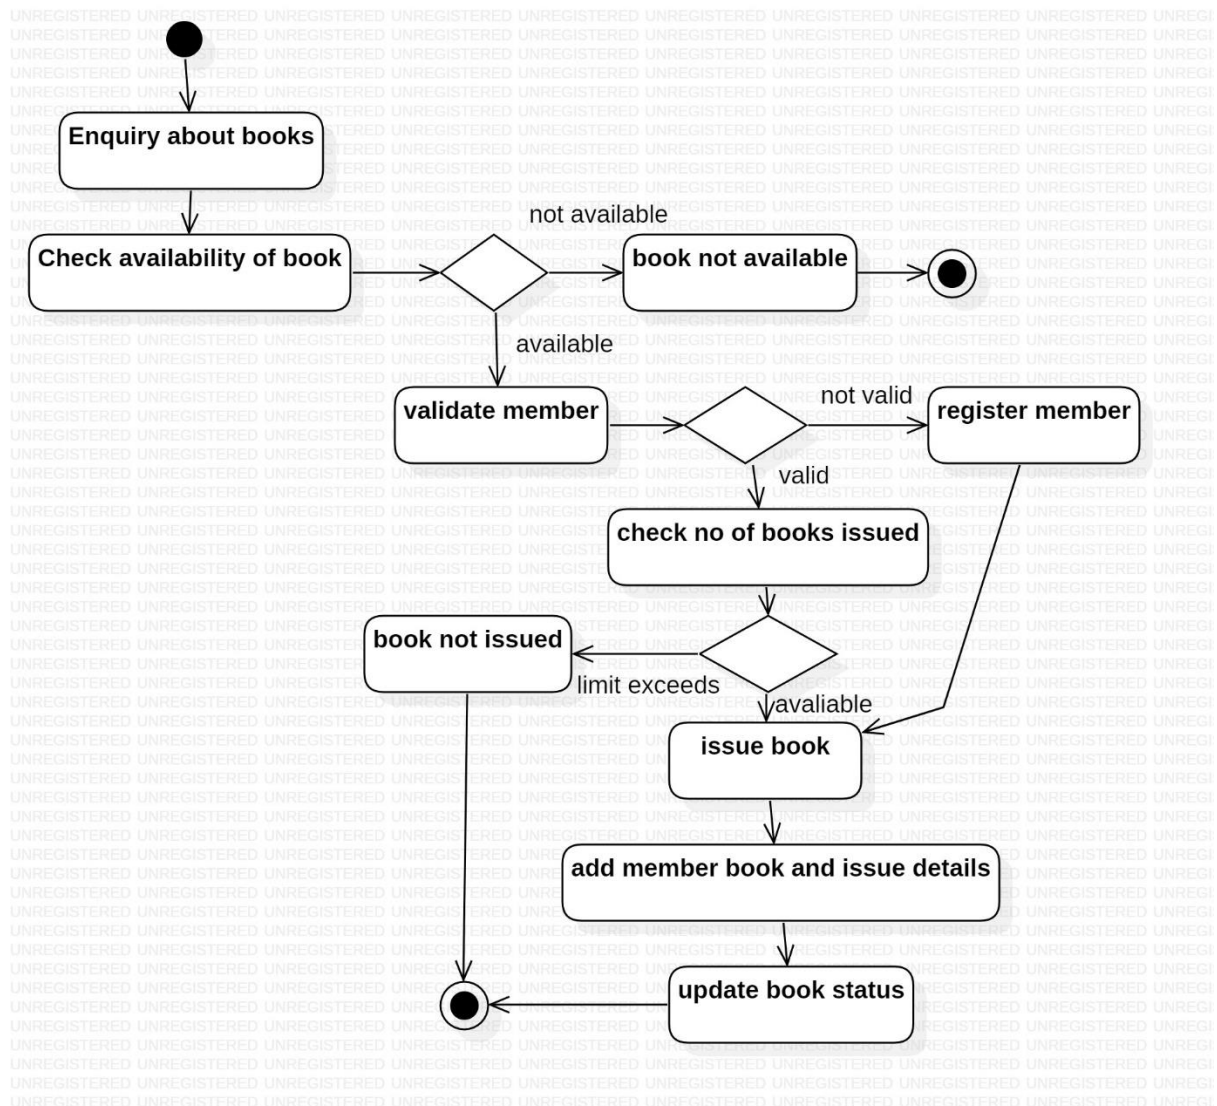 Enquiry about books
not available
Check availability of book
book not available
available
validate member
not valid
register member
valid
check no of books issued
book not issued
limit exceeds
avaliable
issue book
add member book and issue details
update book status
UNREGISTERED